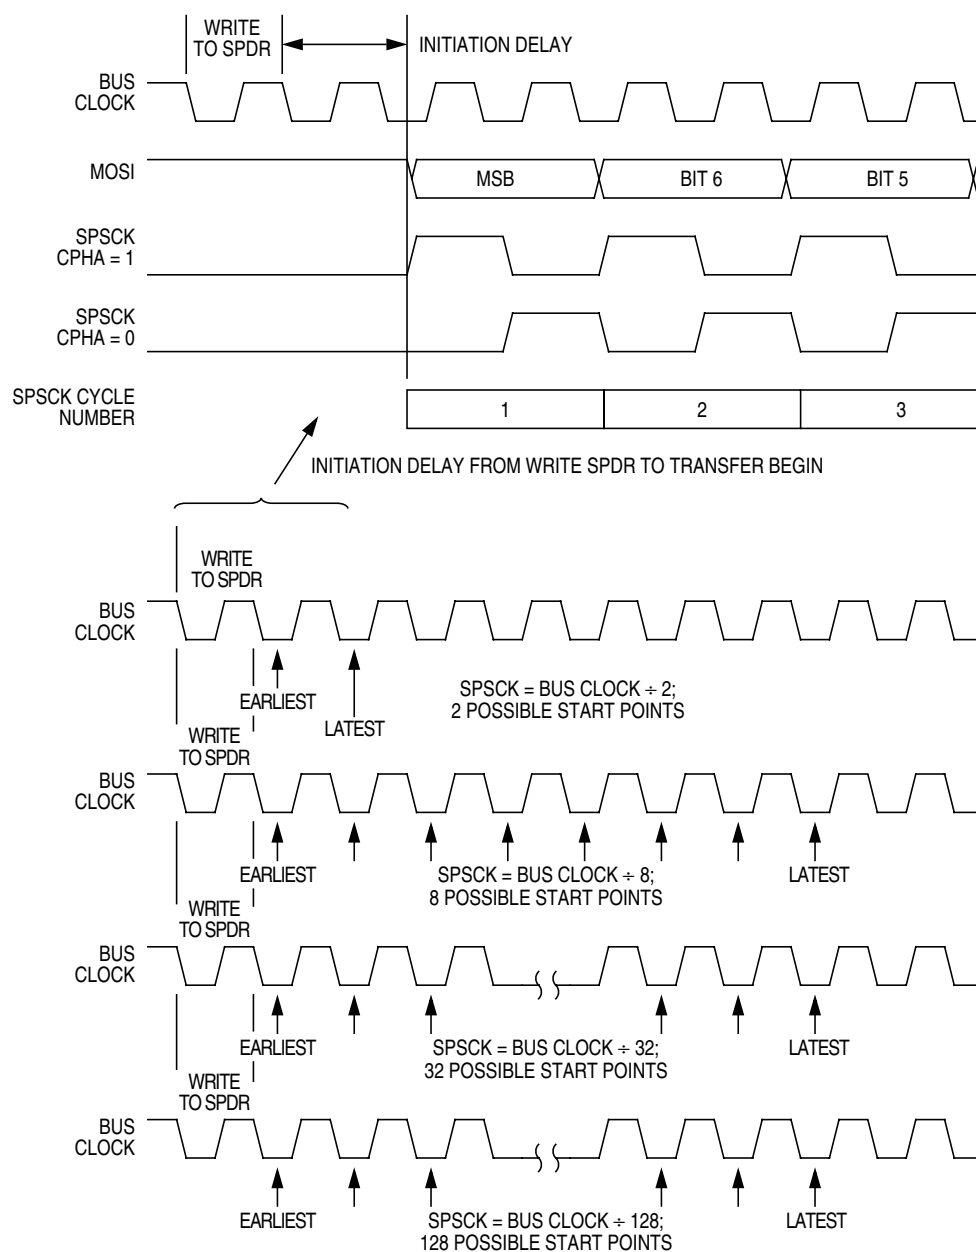 WRITE
TO SPDR
INITIATION DELAY
BUS
CLOCK
MOSI
MSB
BIT 6
BIT 5
SPSCK
CPHA = 1
SPSCK
CPHA = 0
SPSCK CYCLE
NUMBER
1
2
3
INITIATION DELAY FROM WRITE SPDR TO TRANSFER BEGIN
WRITE
TO SPDR
BUS
CLOCK
EARLIEST
LATEST
SPSCK = BUS CLOCK ÷ 2;
2 POSSIBLE START POINTS
WRITE
TO SPDR
BUS
CLOCK
EARLIEST
SPSCK = BUS CLOCK ÷ 8;
8 POSSIBLE START POINTS
LATEST
WRITE
TO SPDR
BUS
CLOCK
EARLIEST
SPSCK = BUS CLOCK ÷ 32;
32 POSSIBLE START POINTS
LATEST
WRITE
TO SPDR
BUS
CLOCK
EARLIEST
SPSCK = BUS CLOCK ÷ 128;
128 POSSIBLE START POINTS
LATEST